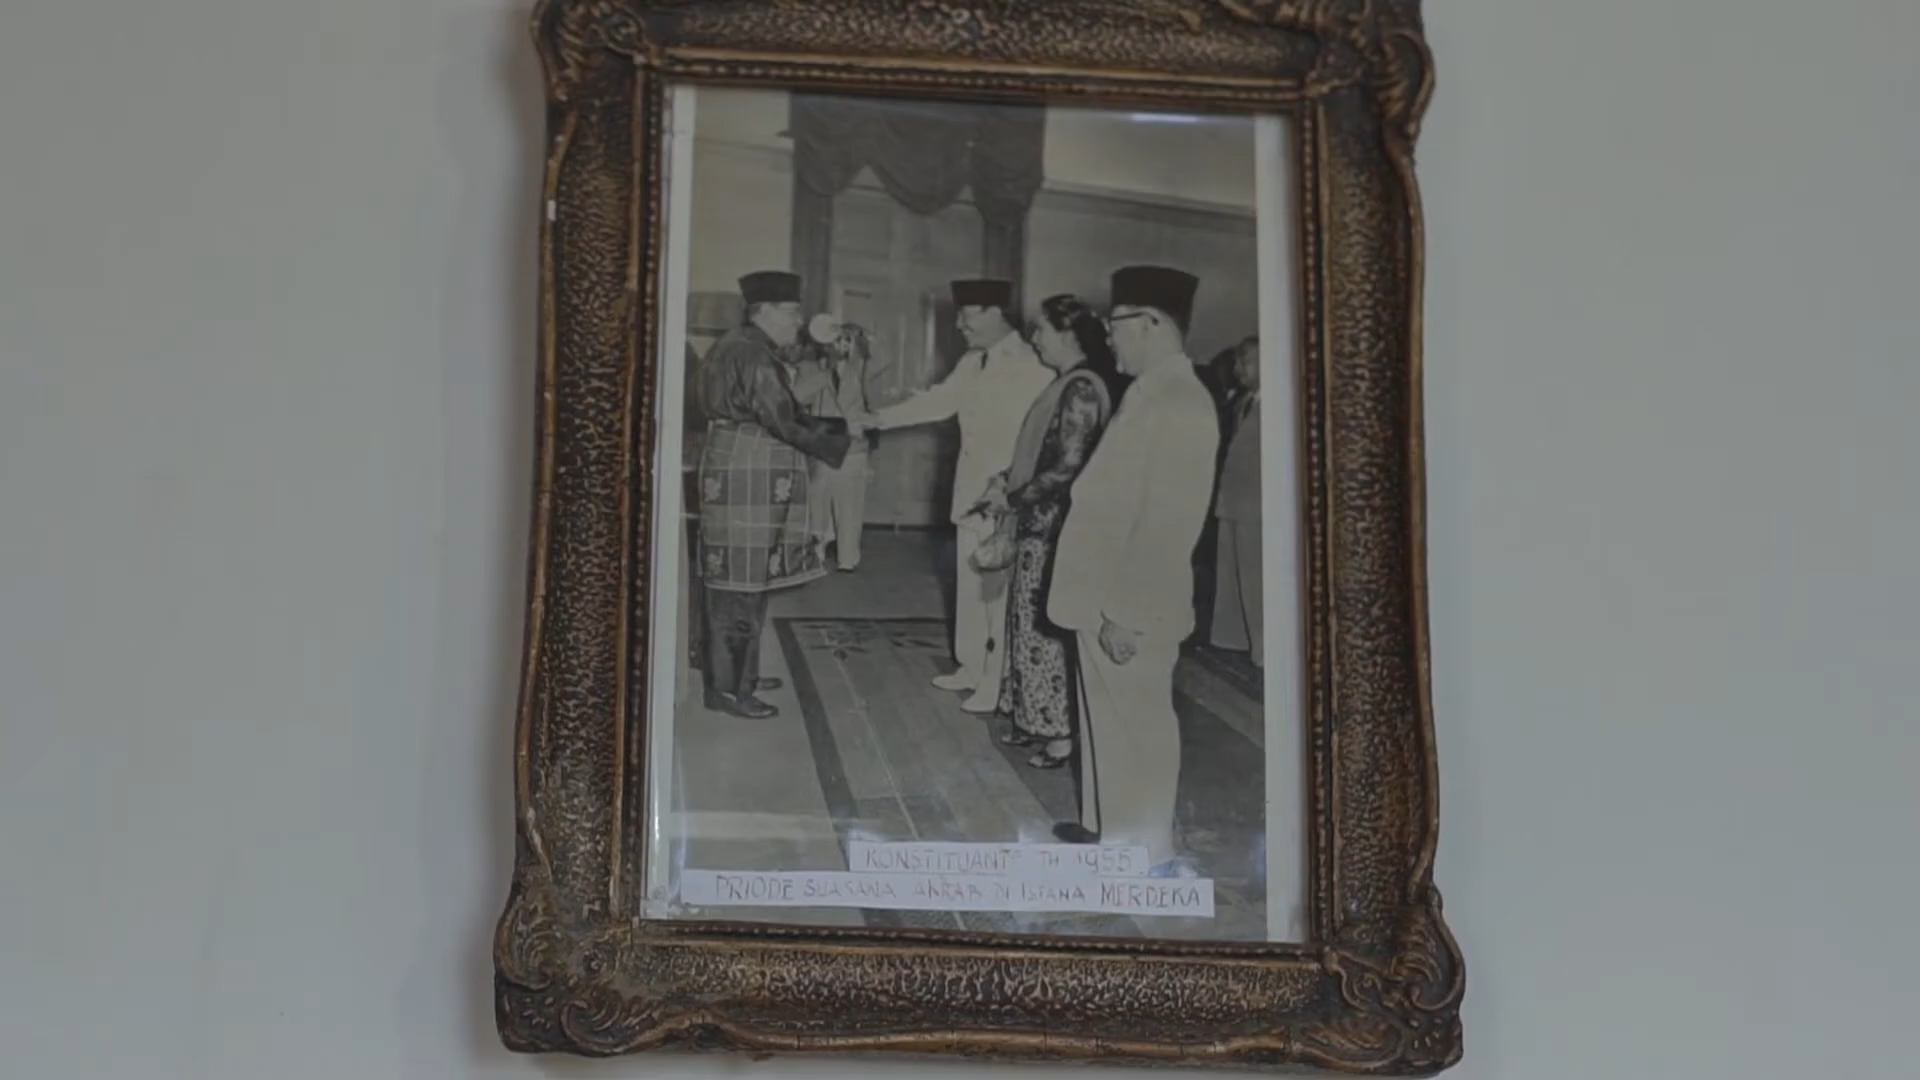 KONSTITUANTE TH 1955
PRIODE SUASANA AKRAB DI ISTANA MERDEKA